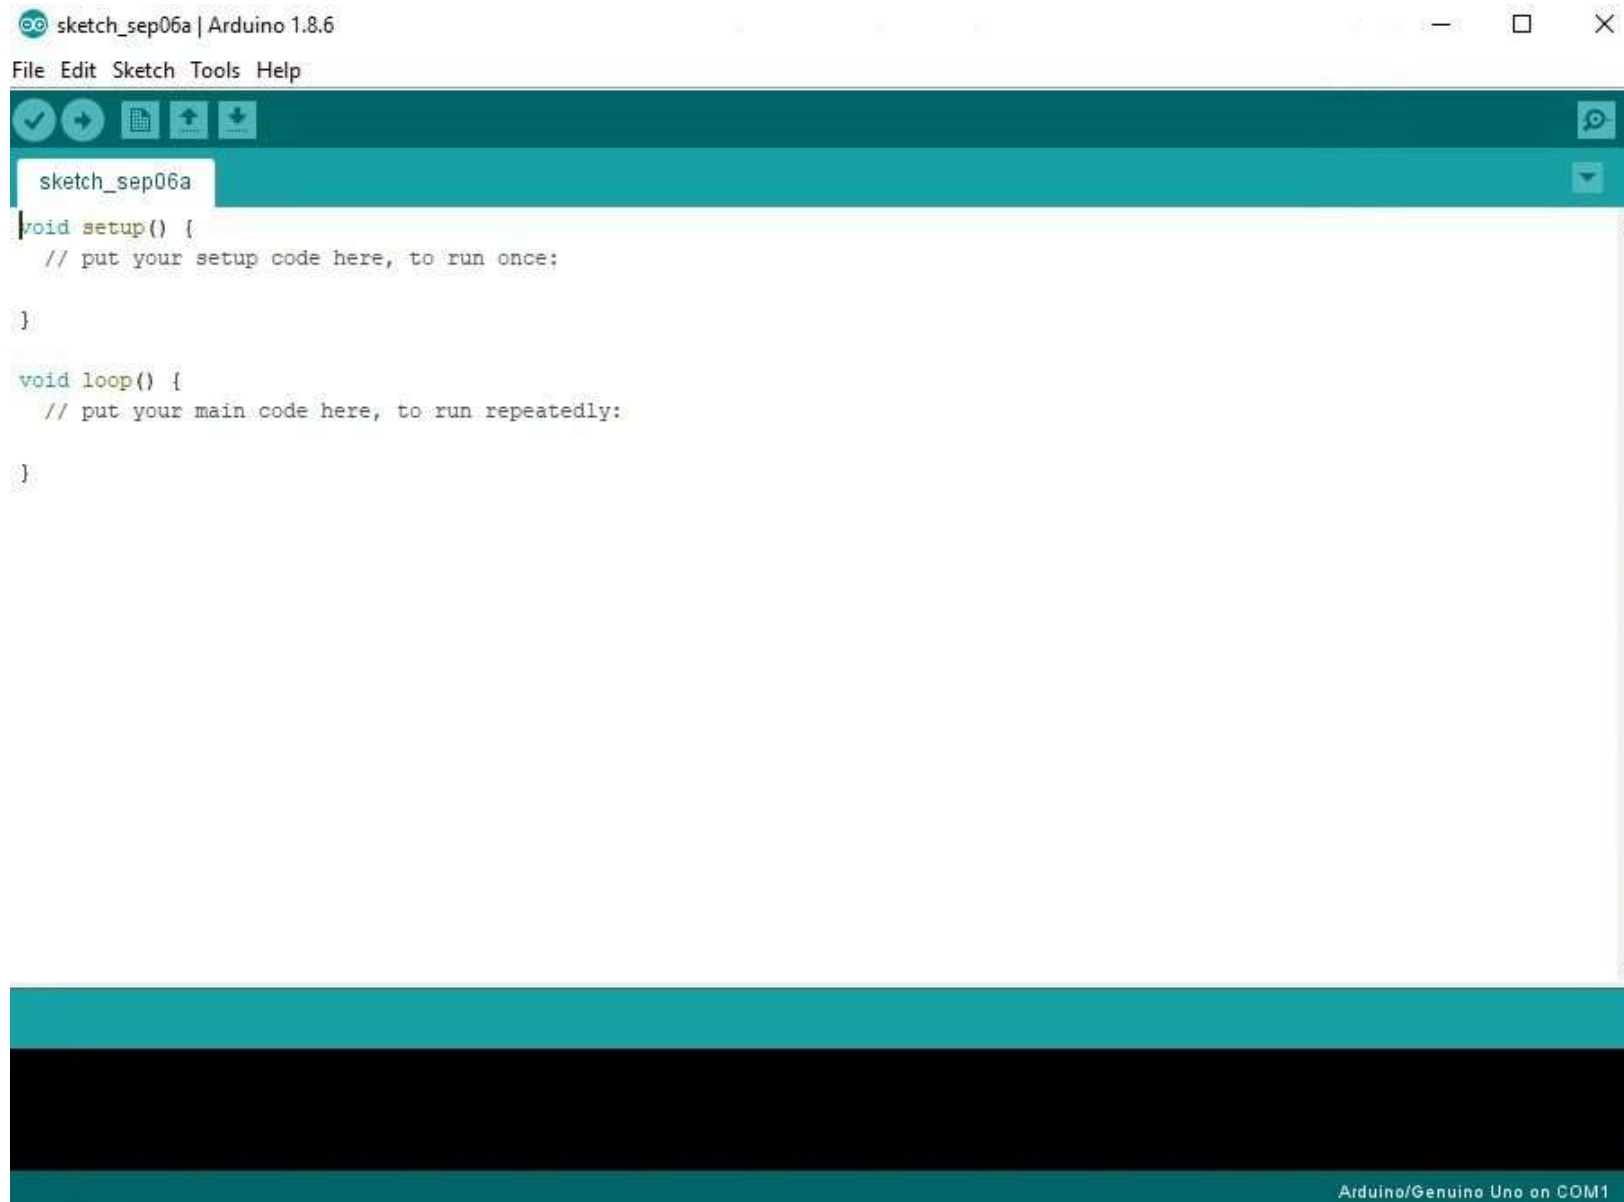 sketch_sep06a | Arduino 1.8.6
File Edit Sketch Tools Help
sketch_sep06a
void setup() {
  // put your setup code here, to run once:
}
void loop() {
  // put your main code here, to run repeatedly:
}
Arduino/Genuino Uno on COM1